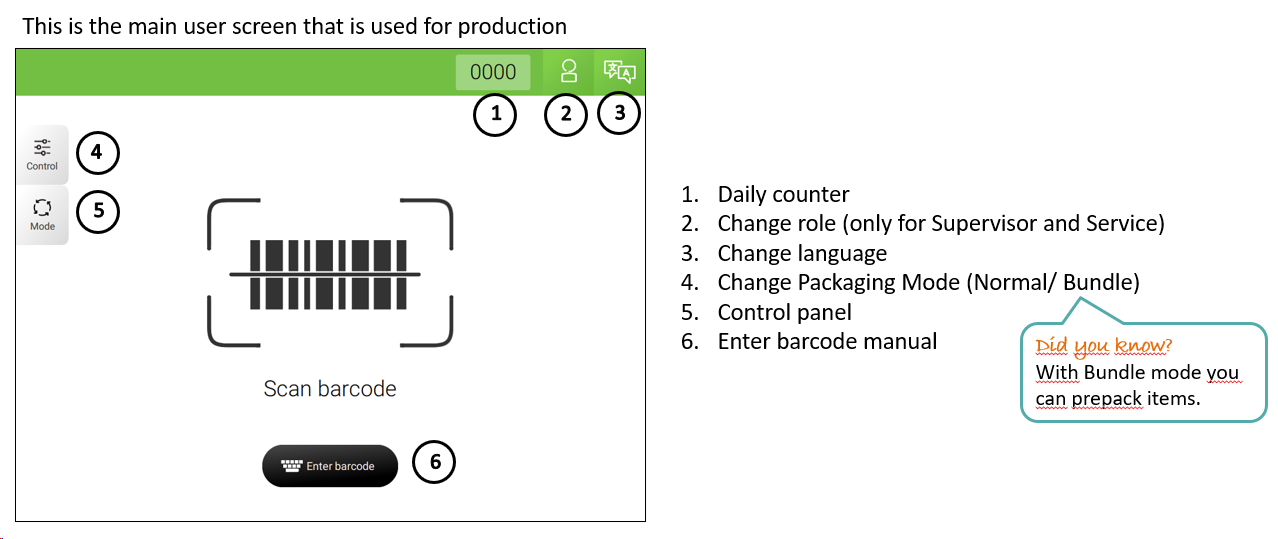 This is the main user screen that is used for production
0000
1
2
3
Control
4
Mode
5
Scan barcode
Enter barcode
6
1. Daily counter
2. Change role (only for Supervisor and Service)
3. Change language
4. Change Packaging Mode (Normal/ Bundle)
5. Control panel
6. Enter barcode manual
Did you know?
With Bundle mode you
can prepack items.